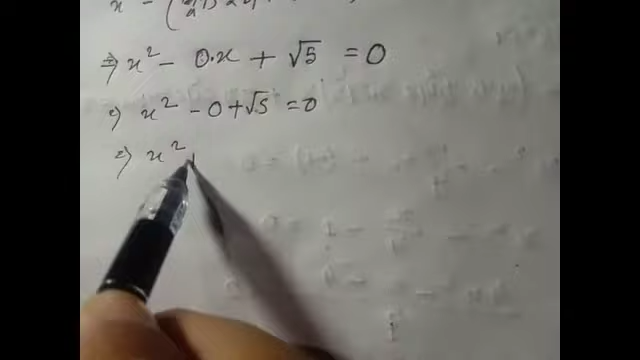 ⇒ x² - 0·x + √5 = 0
⇒ x² - 0 + √5 = 0
⇒ x²